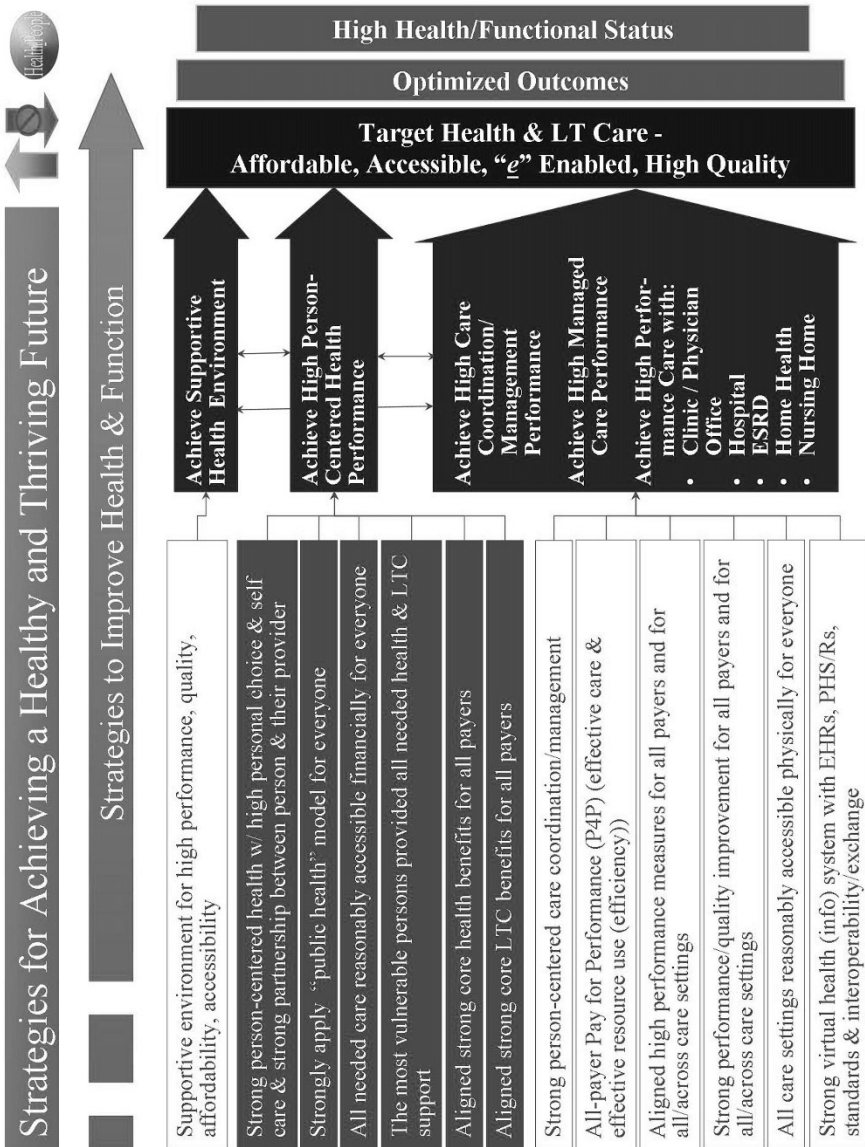 Strategies for Achieving a Healthy and Thriving Future
HealthyPeople
Strategies to Improve Health & Function
Supportive environment for high performance, quality,
affordability, accessibility
Strong person-centered health w/ high personal choice & self
care & strong partnership between person & their provider
Strongly apply “public health” model for everyone
All needed care reasonably accessible financially for everyone
The most vulnerable persons provided all needed health & LTC
support
Aligned strong core health benefits for all payers
Aligned strong core LTC benefits for all payers
Strong person-centered care coordination/management
All-payer Pay for Performance (P4P) (effective care &
effective resource use (efficiency))
Aligned high performance measures for all payers and for
all/across care settings
Strong performance/quality improvement for all payers and for
all/across care settings
All care settings reasonably accessible physically for everyone
Strong virtual health (info) system with EHRs, PHS/Rs,
standards & interoperability/exchange
Achieve Supportive
Health Environment
Achieve High Person-
Centered Health
Performance
Achieve High Care
Coordination/
Management
Performance
Achieve High Managed
Care Performance
Achieve High Perfor-
mance Care with:
• Clinic / Physician
Office
• Hospital
• ESRD
• Home Health
• Nursing Home
Target Health & LT Care -
Affordable, Accessible, “e” Enabled, High Quality
Optimized Outcomes
High Health/Functional Status